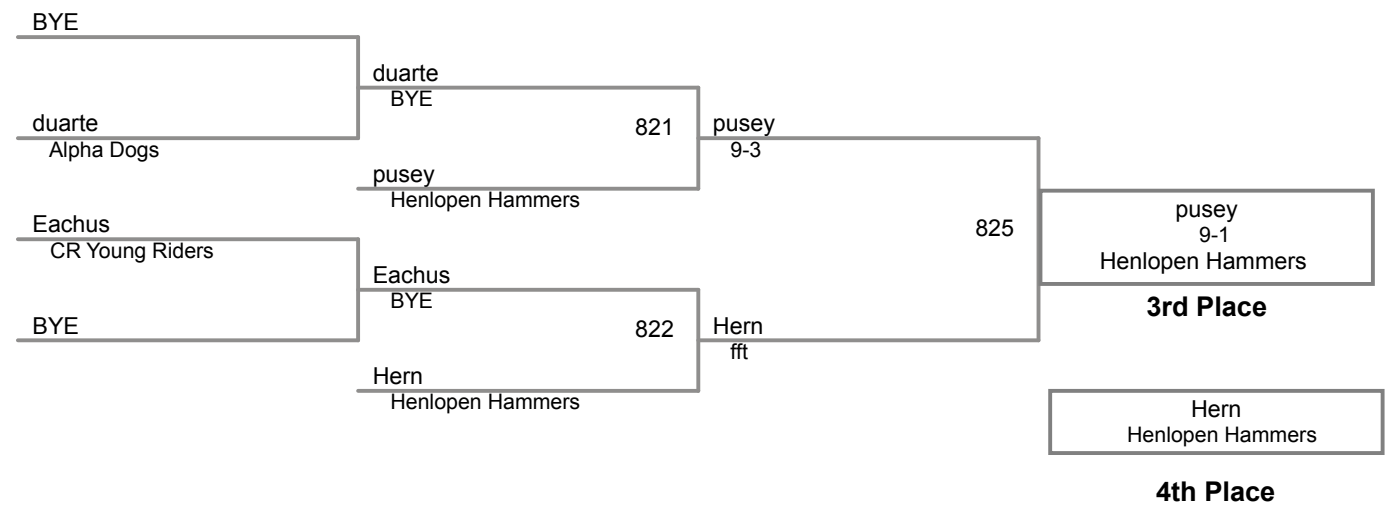 BYE
duarte
Alpha Dogs
Eachus
CR Young Riders
BYE
duarte
BYE
pusey
Henlopen Hammers
Eachus
BYE
Hern
Henlopen Hammers
821
822
pusey
9-3
Hern
fft
825
pusey
9-1
Henlopen Hammers
3rd Place
Hern
Henlopen Hammers
4th Place